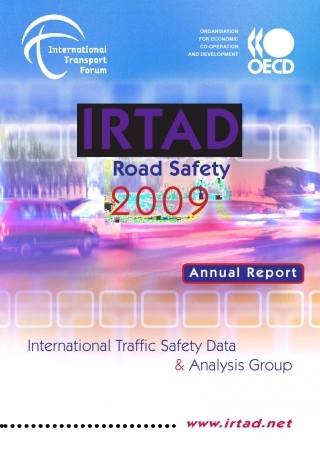 International
Transport
Forum
ORGANISATION
FOR ECONOMIC
CO-OPERATION
AND DEVELOPMENT
OECD
IRTAD
Road Safety
2009
Annual Report
International Traffic Safety Data
& Analysis Group
www.irtad.net